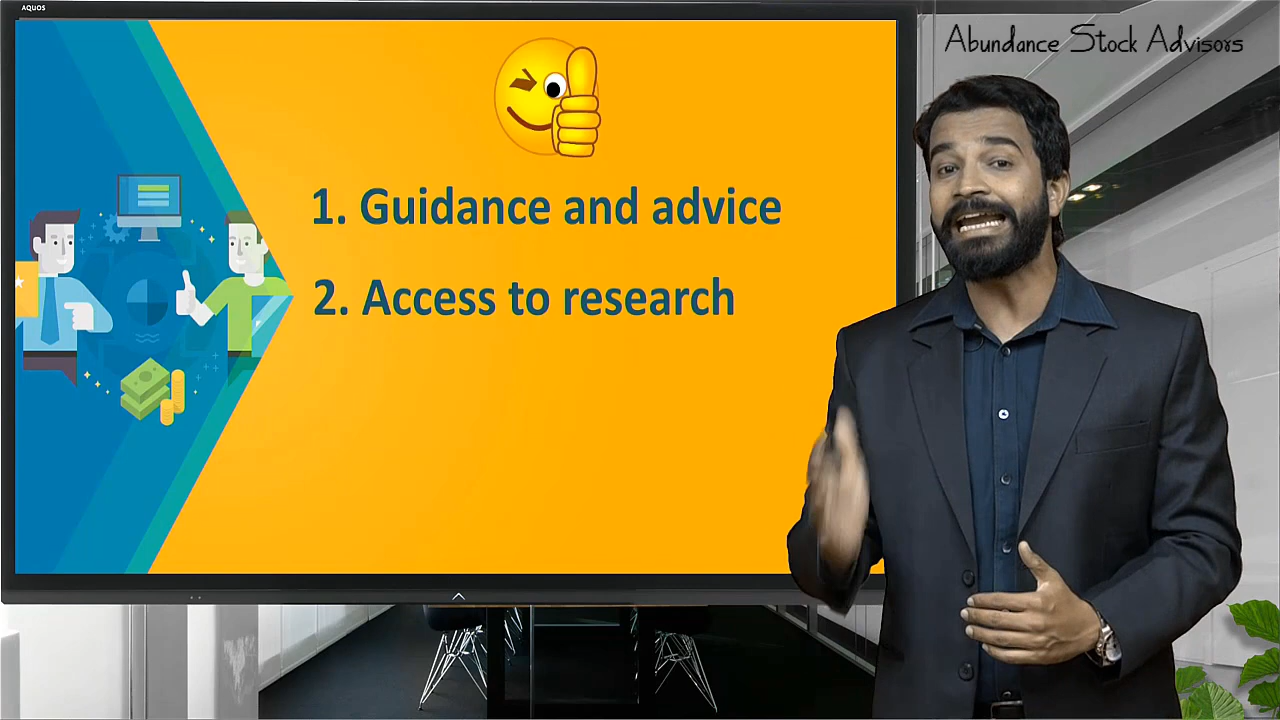 AQUOS
Abundance Stock Advisors
1. Guidance and advice
2. Access to research